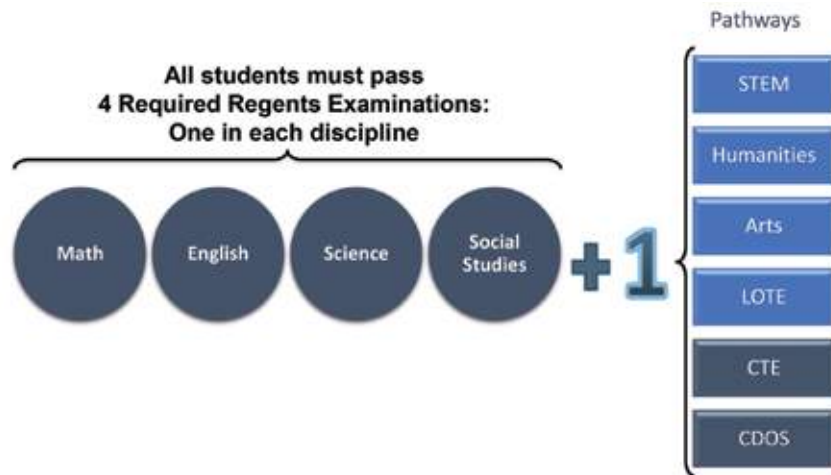 All students must pass
4 Required Regents Examinations:
One in each discipline
Math
English
Science
Social
Studies
+1
Pathways
STEM
Humanities
Arts
LOTE
CTE
CDOS